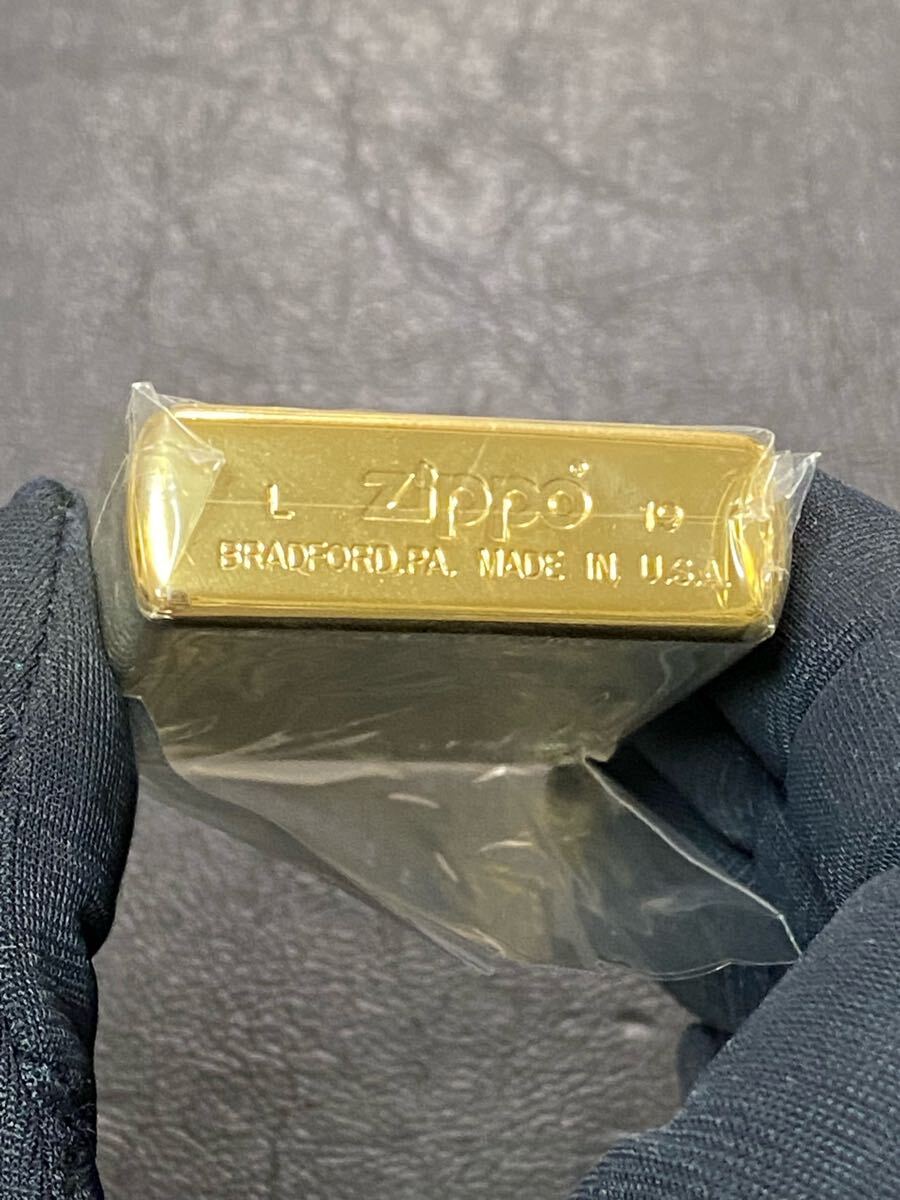 L Zippo® 19
BRADFORD,PA. MADE IN U.S.A.